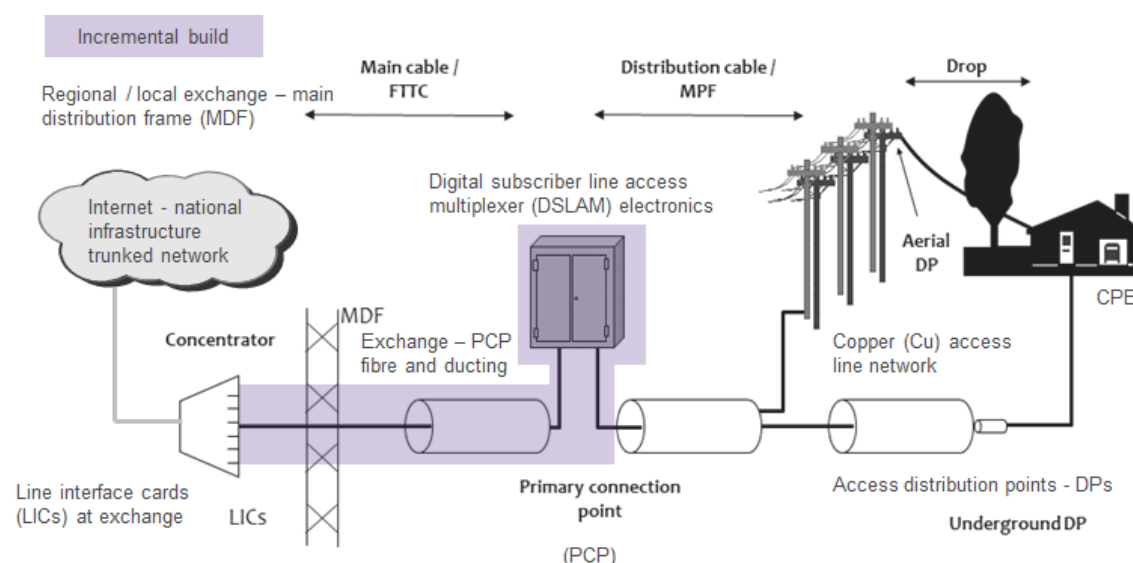 Incremental build
Regional / local exchange – main
distribution frame (MDF)
Main cable /
FTTC
Distribution cable /
MPF
Drop
Internet - national
infrastructure
trunked network
Digital subscriber line access
multiplexer (DSLAM) electronics
Aerial
DP
CPE
Concentrator
MDF
Exchange – PCP
fibre and ducting
Copper (Cu) access
line network
Line interface cards
(LICs) at exchange
LICs
Primary connection
point
(PCP)
Access distribution points - DPs
Underground DP